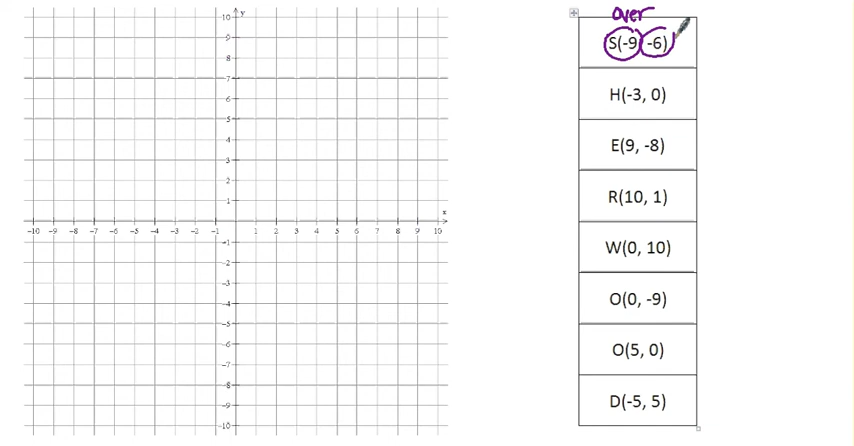 over
S(-9, -6)
H(-3, 0)
E(9, -8)
R(10, 1)
W(0, 10)
O(0, -9)
O(5, 0)
D(-5, 5)
y
10
9
8
7
6
5
4
3
2
1
x
-10 -9 -8 -7 -6 -5 -4 -3 -2 -1 1 2 3 4 5 6 7 8 9 10
-1
-2
-3
-4
-5
-6
-7
-8
-9
-10